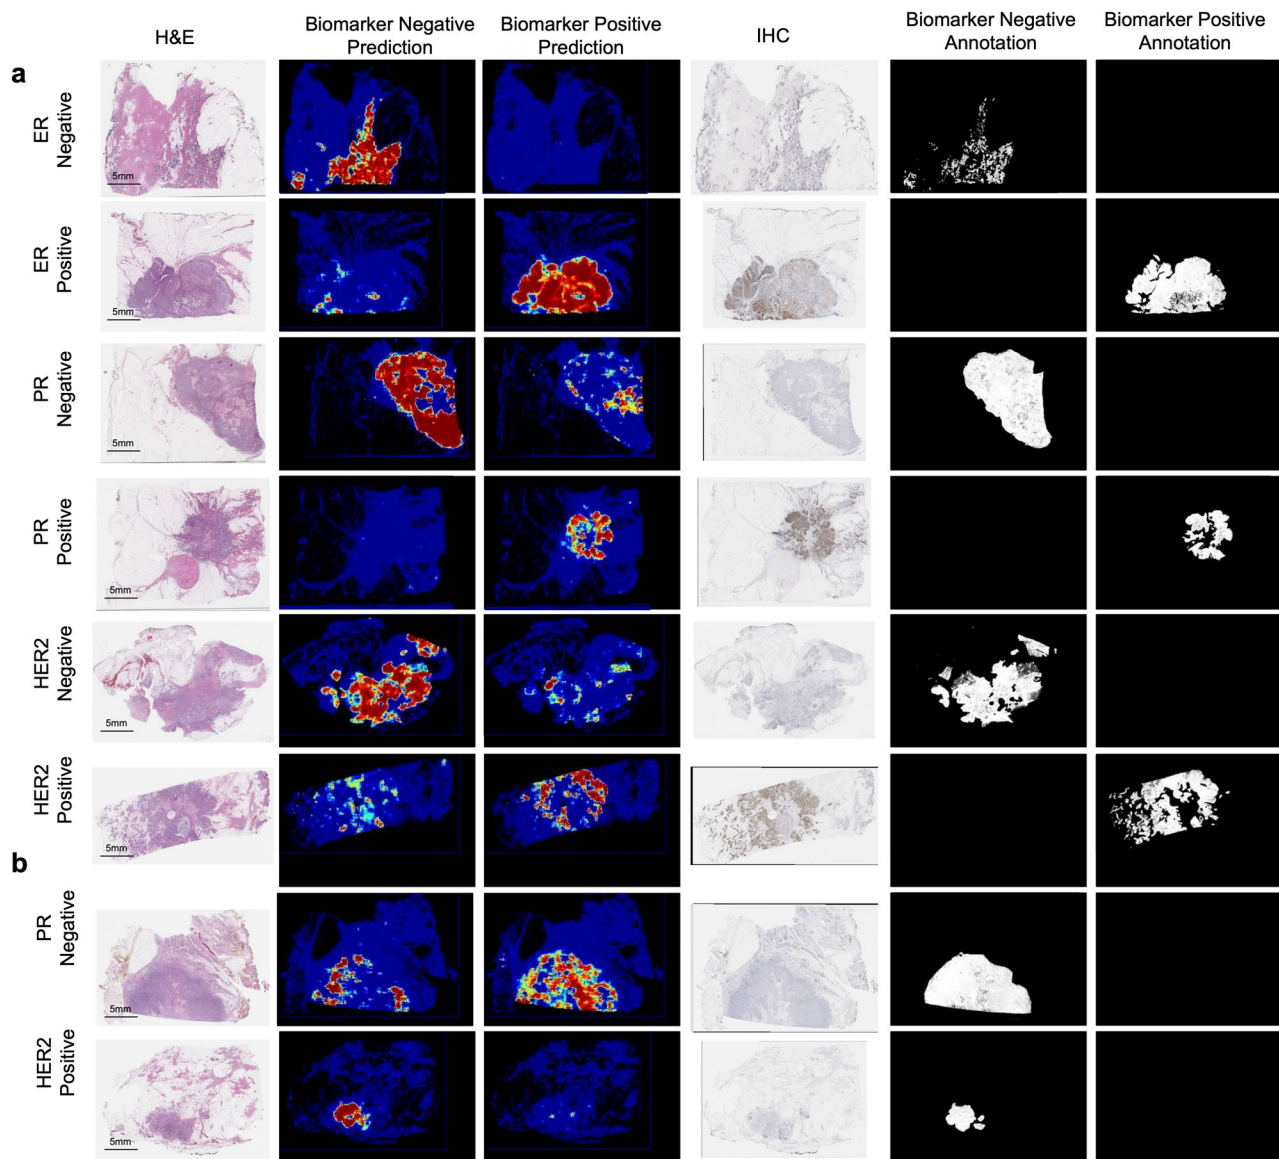 H&E
Biomarker Negative
Prediction
Biomarker Positive
Prediction
IHC
Biomarker Negative
Annotation
Biomarker Positive
Annotation
a
ER
Negative
5mm
ER
Positive
5mm
PR
Negative
5mm
PR
Positive
5mm
HER2
Negative
5mm
HER2
Positive
5mm
b
PR
Negative
5mm
HER2
Positive
5mm